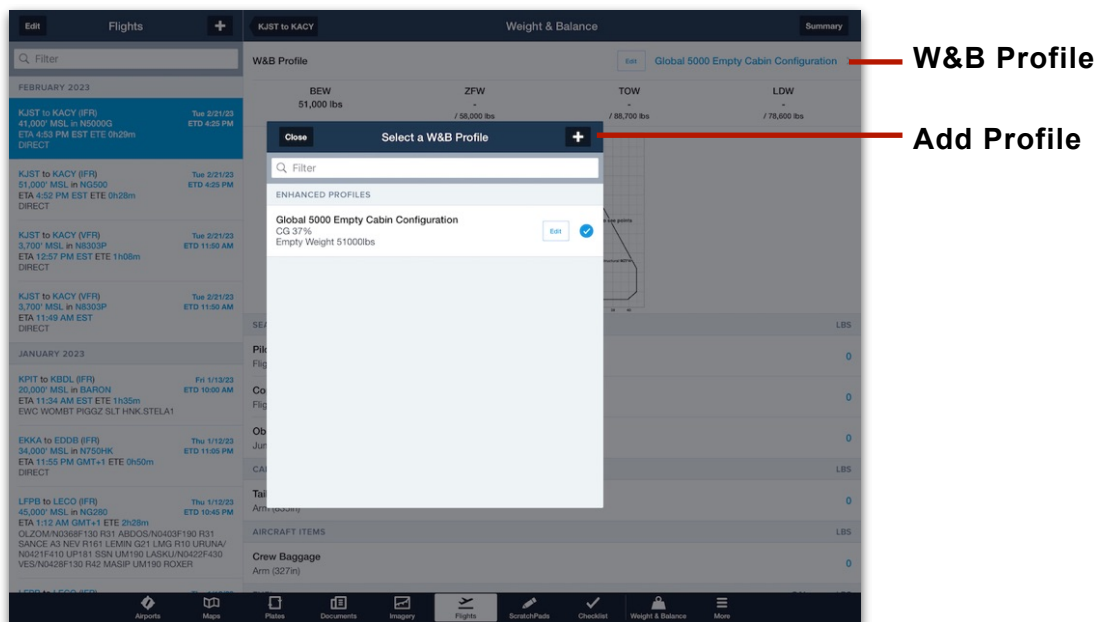 Edit
Flights
+
Filter
FEBRUARY 2023
KJST to KACY (IFR)
Tue 2/21/23
41,000' MSL in N5000G
ETD 4:25 PM
ETA 4:53 PM EST ETE 0h29m
DIRECT
KJST to KACY (IFR)
Tue 2/21/23
51,000' MSL in NG500
ETD 4:25 PM
ETA 4:52 PM EST ETE 0h28m
DIRECT
KJST to KACY (VFR)
Tue 2/21/23
3,700' MSL in N8303P
ETD 11:50 AM
ETA 12:57 PM EST ETE 1h08m
DIRECT
KJST to KACY (VFR)
Tue 2/21/23
3,700' MSL in N8303P
ETD 11:50 AM
ETA 11:49 AM EST
DIRECT
JANUARY 2023
KPIT to KBDL (IFR)
Fri 1/13/23
20,000' MSL in BARON
ETD 10:00 AM
ETA 11:34 AM EST ETE 1h35m
EWC WOMBT PIGGZ SLT HNK.STELA1
EKKA to EDDB (IFR)
Thu 1/12/23
34,000' MSL in N750HK
ETD 11:05 PM
ETA 11:55 PM GMT+1 ETE 0h50m
DIRECT
LFPB to LECO (IFR)
Thu 1/12/23
45,000' MSL in NG280
ETD 10:45 PM
ETA 1:12 AM GMT+1 ETE 2h28m
OLZOM/N0368F130 R31 ABDOS/N0403F190 R31
SANCE A3 NEV R161 LEMIN G21 LMG R10 URUNA/
N0421F410 UP181 SSN UM190 LASKU/N0422F430
VES/N0428F130 R42 MASIP UM190 ROXER
KJST to KACY
Weight & Balance
Summary
W&B Profile
Edit
Global 5000 Empty Cabin Configuration
BEW
ZFW
TOW
LDW
51,000 lbs
-
-
-
/ 58,000 lbs
/ 88,700 lbs
/ 78,600 lbs
Close
Select a W&B Profile
+
Filter
ENHANCED PROFILES
Global 5000 Empty Cabin Configuration
CG 37%
Empty Weight 51000lbs
Edit
LBS
0
0
0
LBS
0
AIRCRAFT ITEMS
LBS
Crew Baggage
Arm (327in)
0
Airports
Maps
Plates
Documents
Imagery
Flights
ScratchPads
Checklist
Weight & Balance
More
W&B Profile
Add Profile